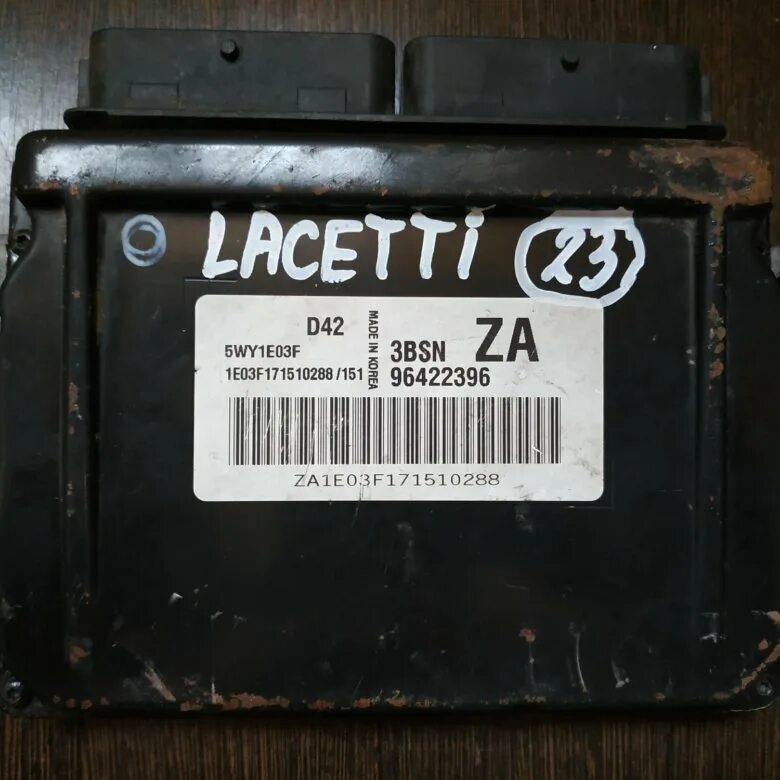 LACETTI 23
D42
5WY1E03F
1E03F171510288 /151
MADE IN KOREA
3BSN ZA
96422396
ZA1E03F171510288